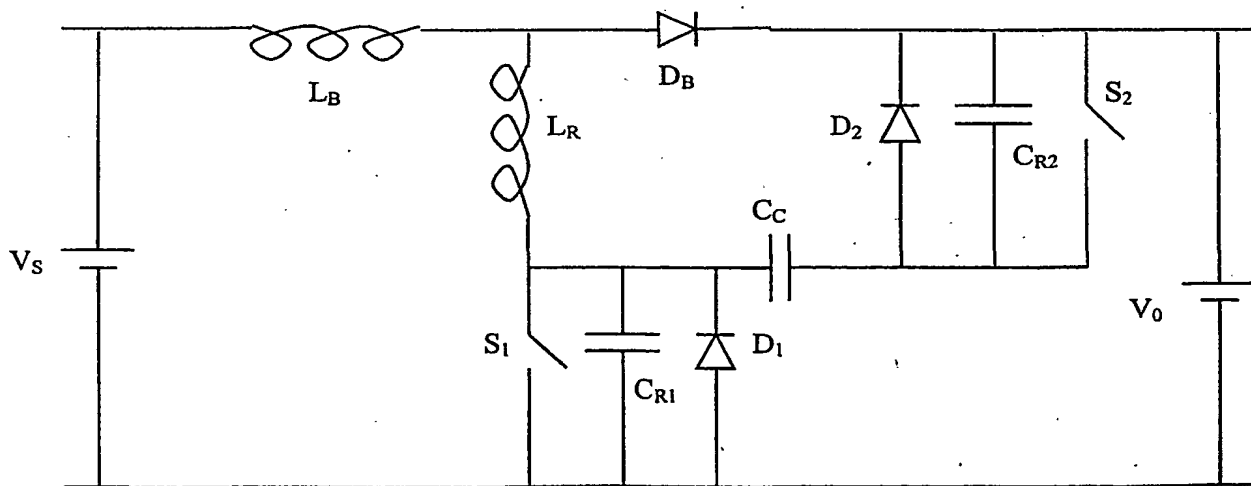 L_B
D_B
L_R
D_2
C_R2
S_2
C_C
V_S
V_0
S_1
C_R1
D_1